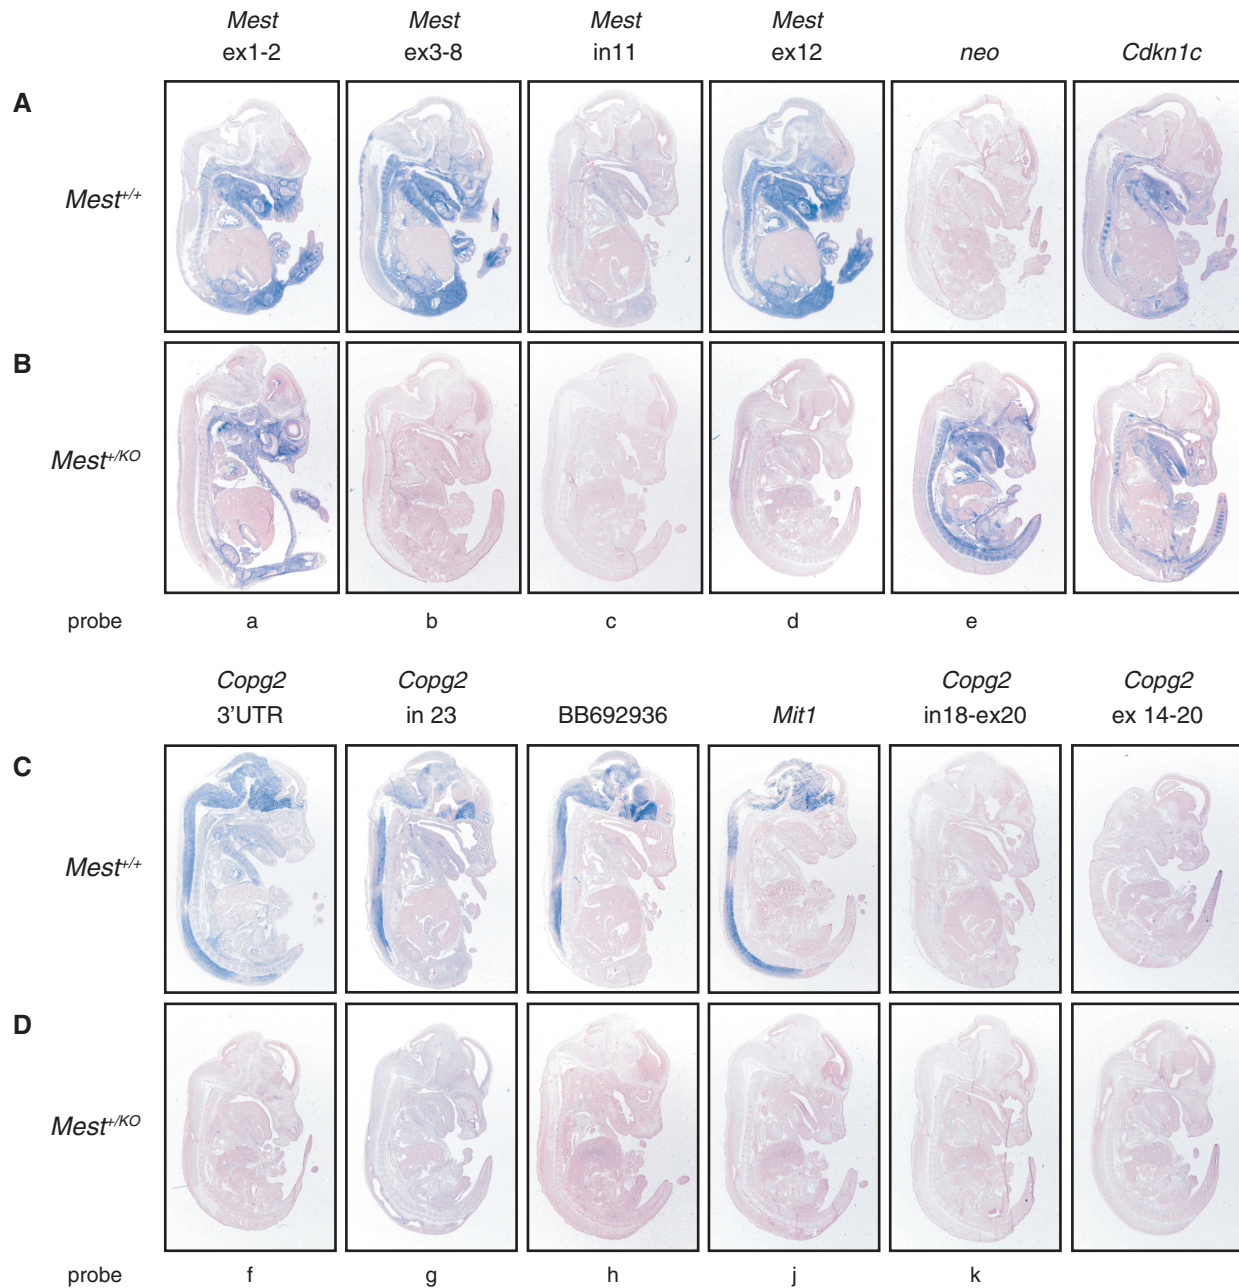 Mest Mest Mest Mest
ex1-2 ex3-8 in11 ex12 neo Cdkn1c
A
Mest+/+
B
Mest+/KO
probe a b c d e
Copg2 Copg2 Copg2 Copg2
3'UTR in 23 BB692936 Mit1 in18-ex20 ex 14-20
C
Mest+/+
D
Mest+/KO
probe f g h j k